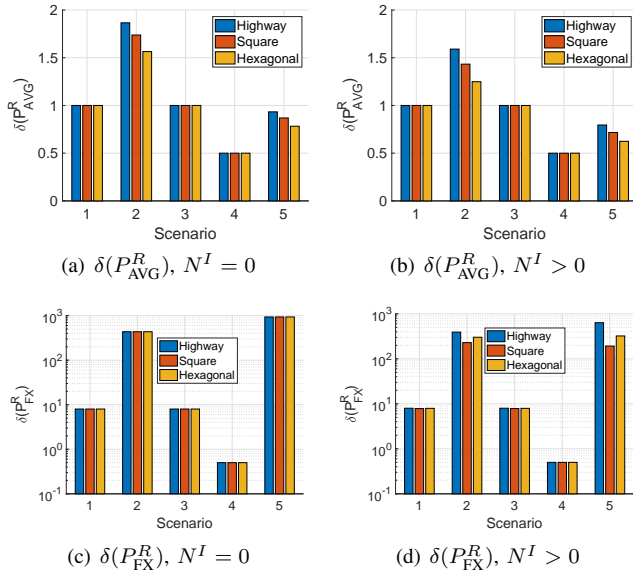 2
1.5
1
0.5
0
δ(P^R_AVG)
Highway
Square
Hexagonal
1 2 3 4 5
Scenario
(a) δ(P^R_AVG), N^I = 0
2
1.5
1
0.5
0
δ(P^R_AVG)
Highway
Square
Hexagonal
1 2 3 4 5
Scenario
(b) δ(P^R_AVG), N^I > 0
10^3
10^2
10^1
10^0
10^-1
δ(P^R_FX)
Highway
Square
Hexagonal
1 2 3 4 5
Scenario
(c) δ(P^R_FX), N^I = 0
10^3
10^2
10^1
10^0
10^-1
δ(P^R_FX)
Highway
Square
Hexagonal
1 2 3 4 5
Scenario
(d) δ(P^R_FX), N^I > 0